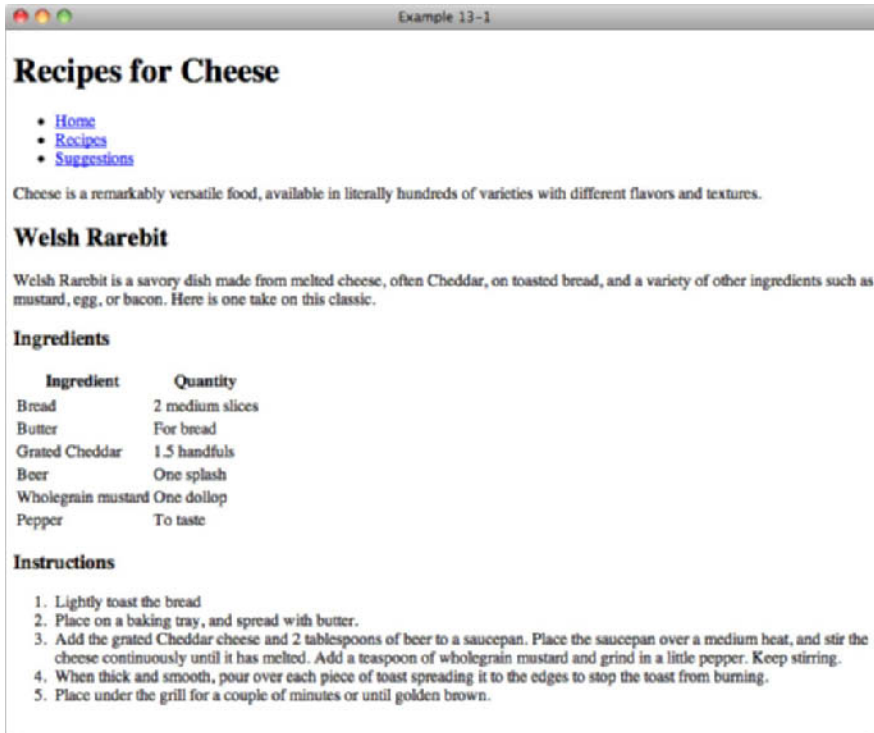 Example 13-1
Recipes for Cheese
• Home
• Recipes
• Suggestions
Cheese is a remarkably versatile food, available in literally hundreds of varieties with different flavors and textures.
Welsh Rarebit
Welsh Rarebit is a savory dish made from melted cheese, often Cheddar, on toasted bread, and a variety of other ingredients such as
mustard, egg, or bacon. Here is one take on this classic.
Ingredients
Ingredient Quantity
Bread 2 medium slices
Butter For bread
Grated Cheddar 1.5 handfuls
Beer One splash
Wholegrain mustard One dollop
Pepper To taste
Instructions
1. Lightly toast the bread
2. Place on a baking tray, and spread with butter.
3. Add the grated Cheddar cheese and 2 tablespoons of beer to a saucepan. Place the saucepan over a medium heat, and stir the
cheese continuously until it has melted. Add a teaspoon of wholegrain mustard and grind in a little pepper. Keep stirring.
4. When thick and smooth, pour over each piece of toast spreading it to the edges to stop the toast from burning.
5. Place under the grill for a couple of minutes or until golden brown.